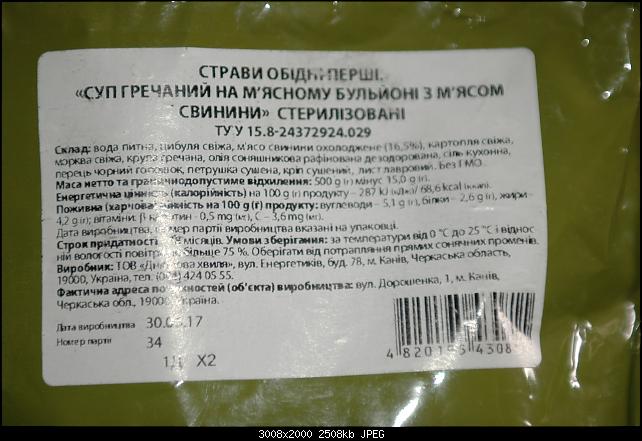 СТРАВИ ОБІДНІ ПЕРШІ.
«СУП ГРЕЧАНИЙ НА М'ЯСНОМУ БУЛЬЙОНІ З М'ЯСОМ
СВИНИНИ» СТЕРИЛІЗОВАНІ
ТУ У 15.8-24372924.029
Склад: вода питна, цибуля свіжа, м'ясо свинини охолоджене (16,5%), картопля свіжа,
морква свіжа, крупа гречана, олія соняшникова рафінована дезодорована, сіль кухонна,
перець чорний горошок, петрушка сушена, кріп сушений, лист лавровий. Без ГМО.
Маса нетто та гранично допустиме відхилення: 500 g (г) мінус 15,0 g (г).
Енергетична цінність (калорійність) на 100 g (г) продукту – 287 kJ (кДж)/ 68,6 kcal (ккал).
Поживна (харчова) цінність на 100 g (г) продукту: вуглеводи – 5,1 g (г), білки – 2,6 g (г), жири –
4,2 g (г); вітаміни: β каротин – 0,5 mg (мг), С – 3,6 mg (мг).
Дата виробництва, номер партії виробництва вказані на упаковці.
Строк придатності: місяців. Умови зберігання: за температури від 0 °С до 25 °С і віднос
ній вологості повітря не більше 75 %. Оберігати від потрапляння прямих сонячних променів.
Виробник: ТОВ хвиля», вул. Енергетиків, буд. 78, м. Канів, Черкаська область,
19000, Україна, тел. 424 05 55.
Фактична адреса потужностей (об'єкта) виробництва: вул. Дорошенка, 1, м. Канів,
Черкаська обл., 19000, Україна.
Дата виробництва
Номер партії 34
Х2
3008x2000 2508kb JPEG